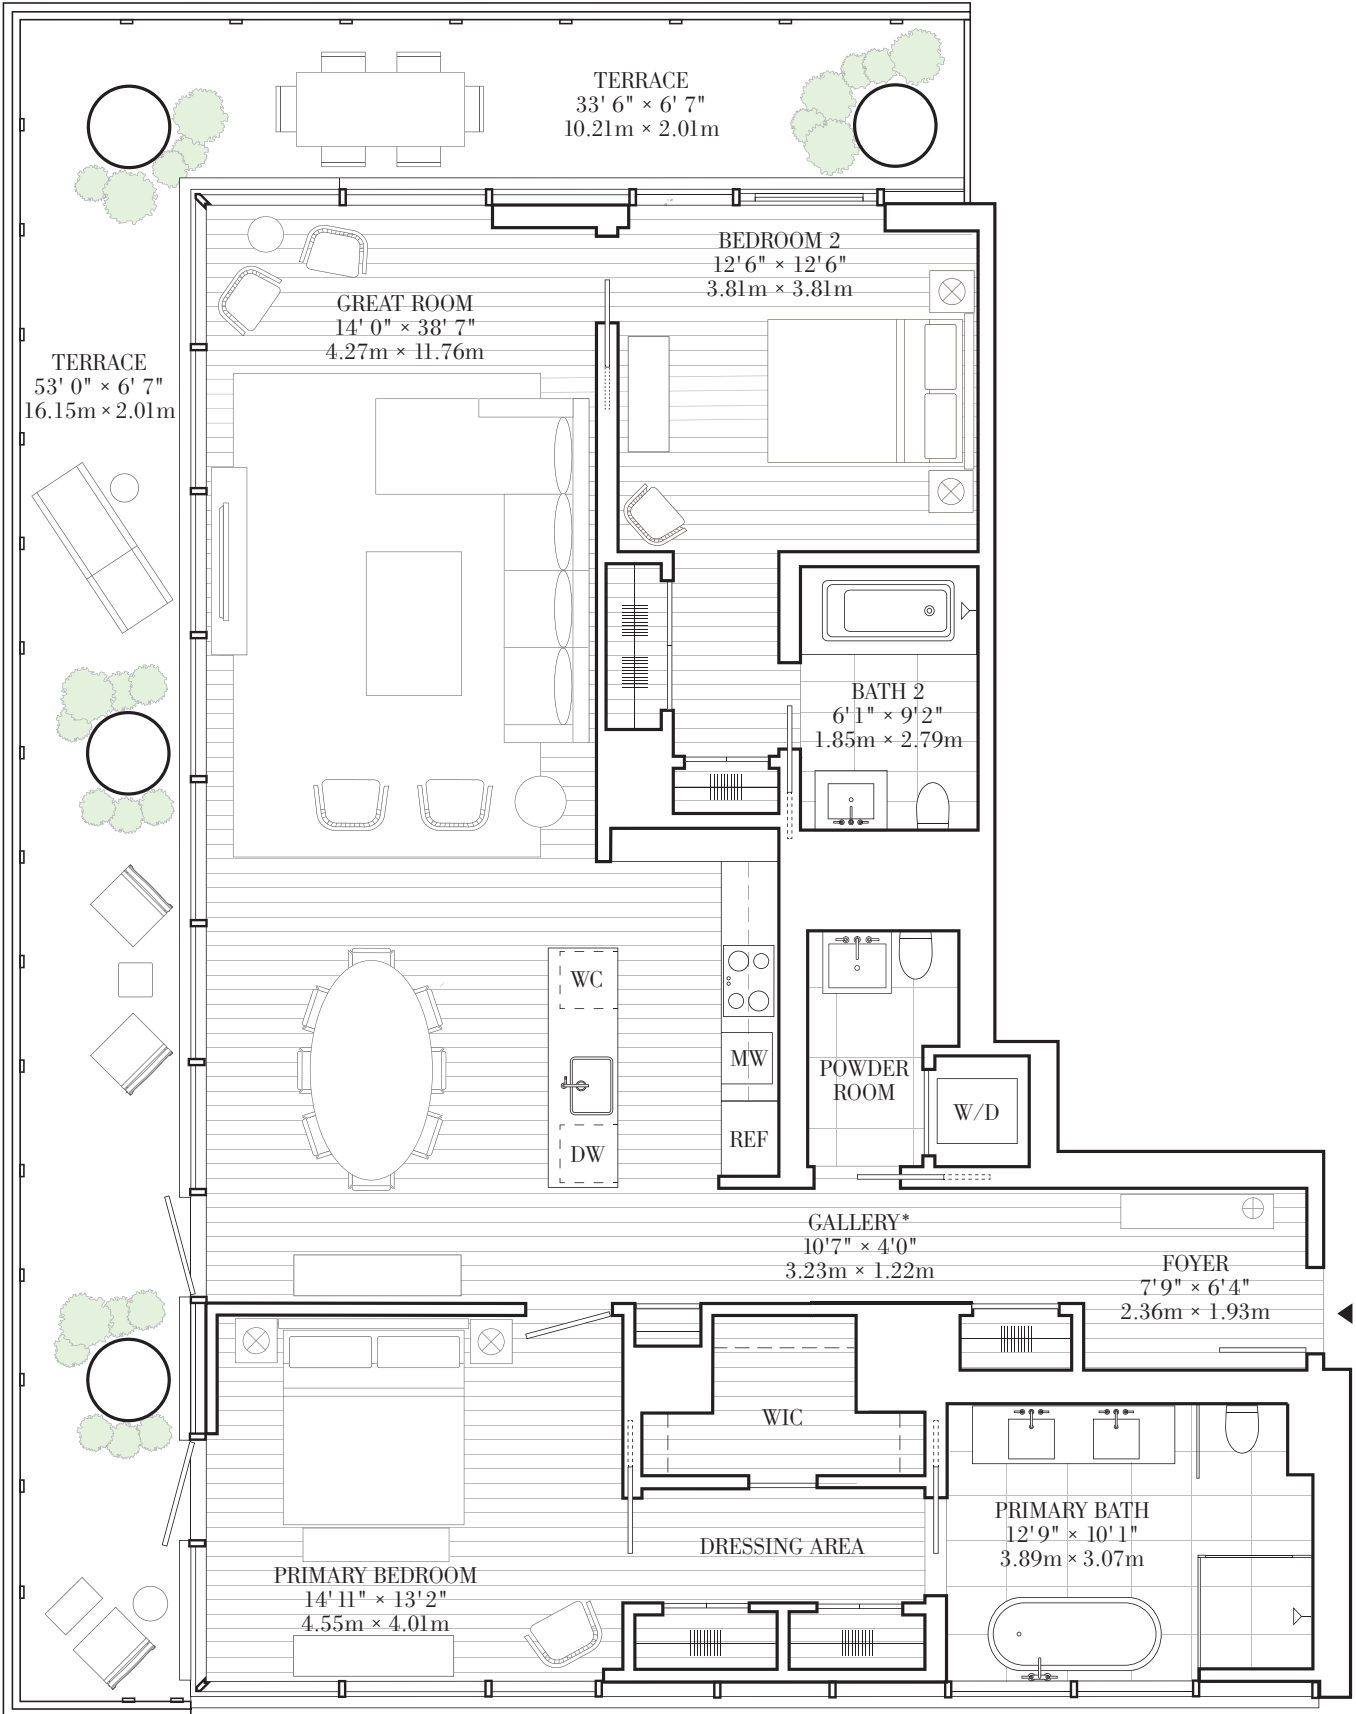 TERRACE
33' 6" × 6' 7"
10.21m × 2.01m
BEDROOM 2
12'6" × 12'6"
3.81m × 3.81m
GREAT ROOM
14' 0" × 38' 7"
4.27m × 11.76m
TERRACE
53' 0" × 6' 7"
16.15m × 2.01m
BATH 2
6'1" × 9'2"
1.85m × 2.79m
WC
MW
POWDER
ROOM
W/D
REF
DW
GALLERY*
10'7" × 4'0"
3.23m × 1.22m
FOYER
7'9" × 6'4"
2.36m × 1.93m
WIC
PRIMARY BATH
12'9" × 10'1"
3.89m × 3.07m
DRESSING AREA
PRIMARY BEDROOM
14'11" × 13'2"
4.55m × 4.01m